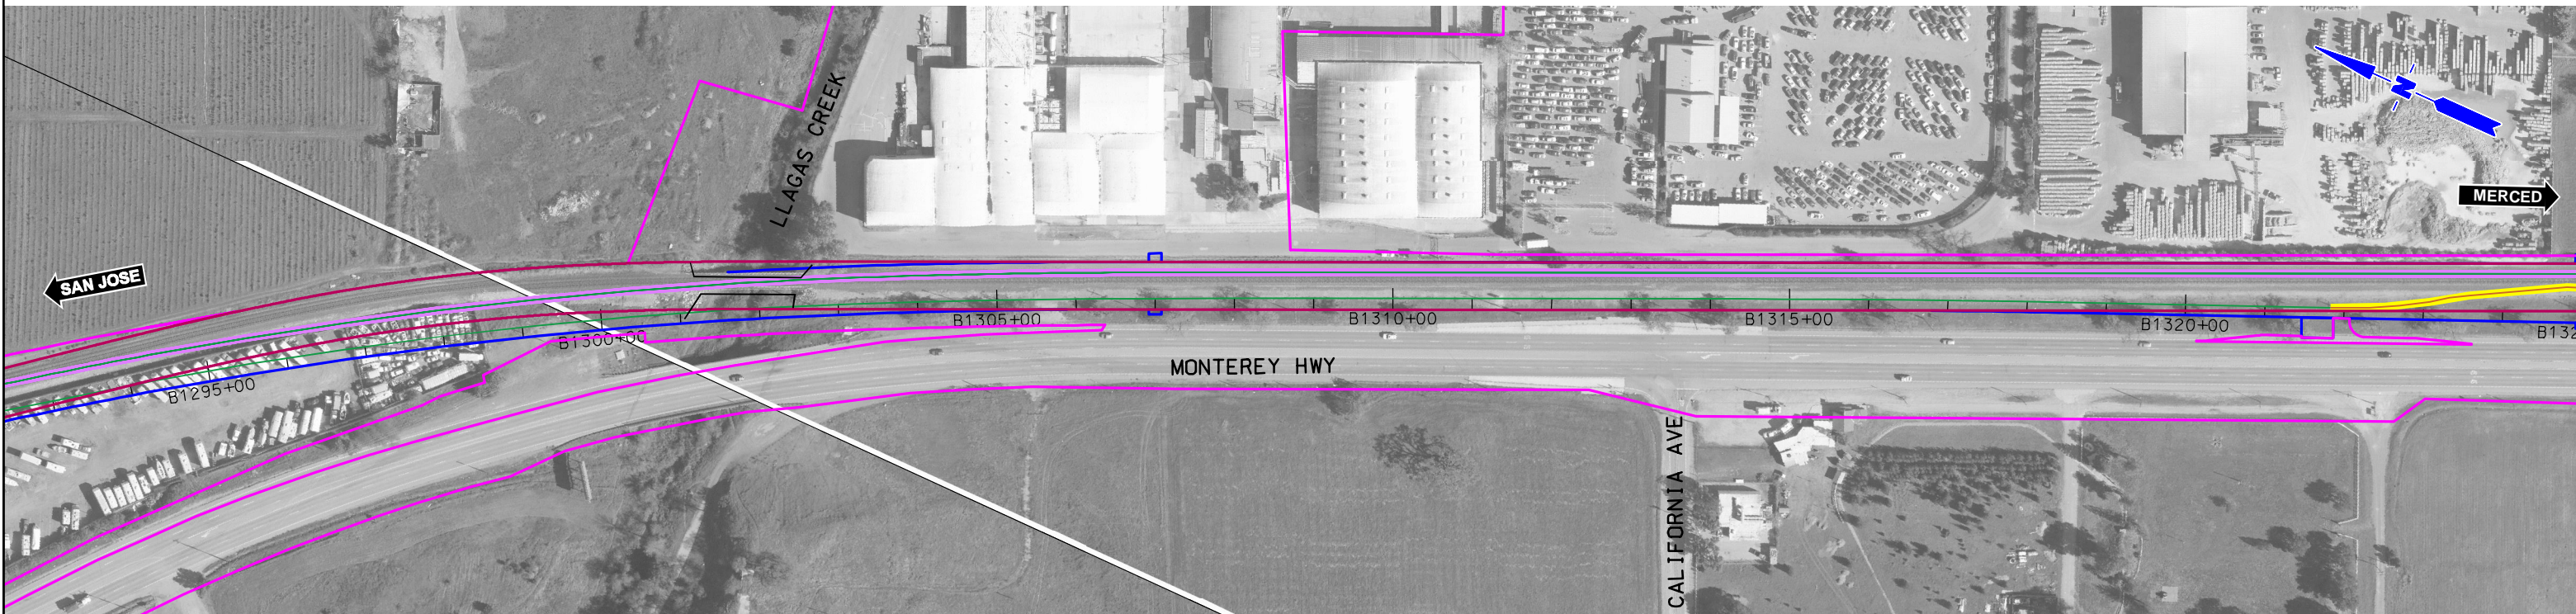 N
LLAGAS CREEK
MERCED
SAN JOSE
B1295+00
B1300+00
B1305+00
B1310+00
B1315+00
B1320+00
B132
MONTEREY HWY
CALIFORNIA AVE